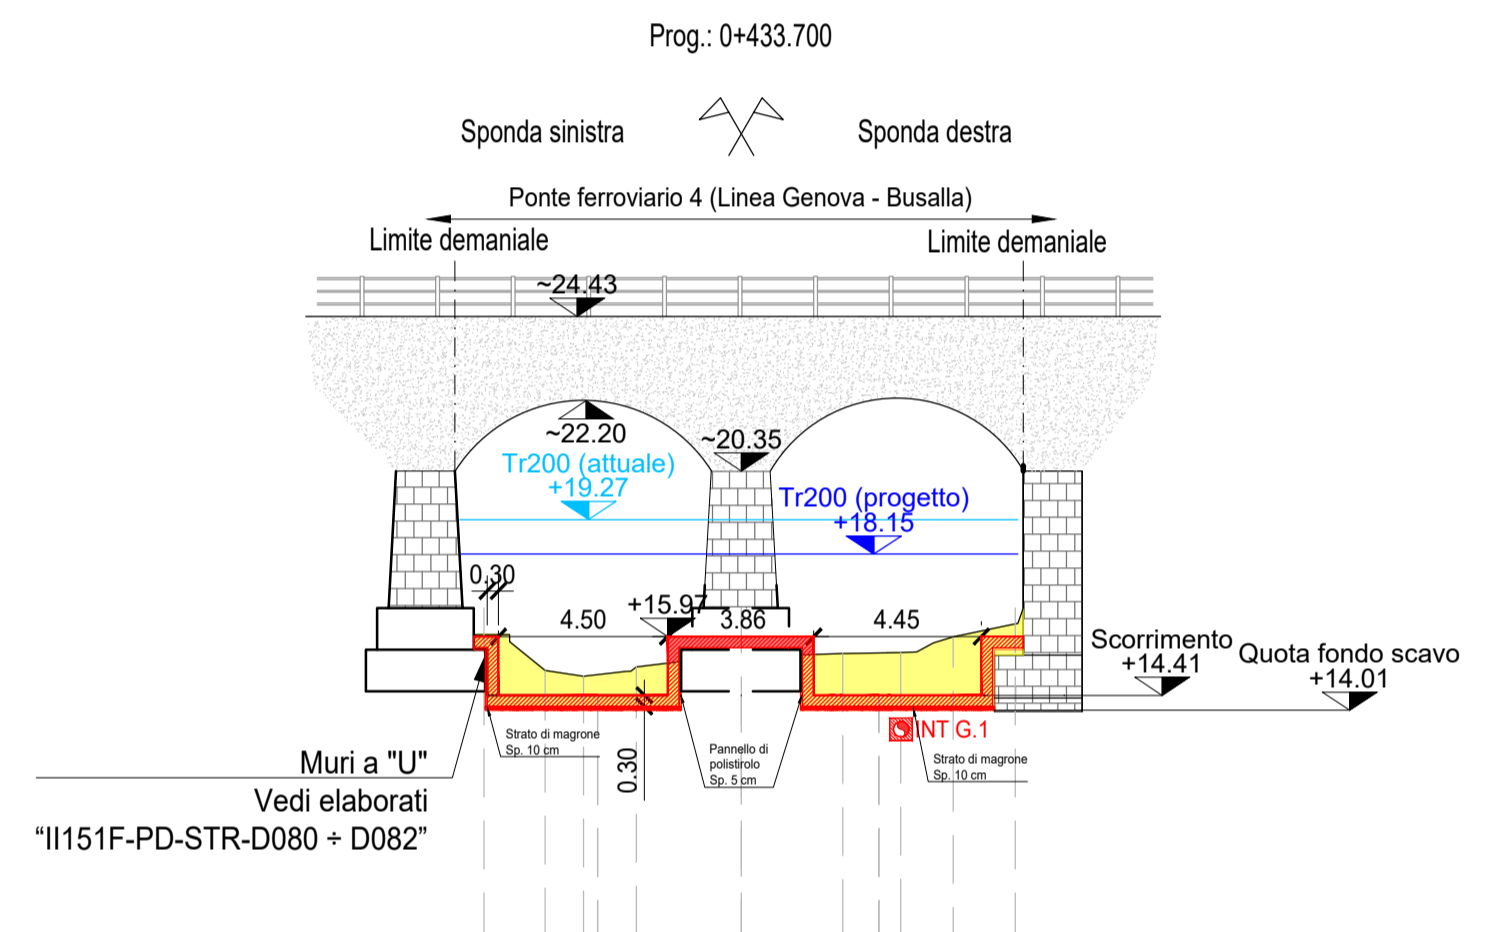 Prog.: 0+433.700
Sponda sinistra
Sponda destra
Ponte ferroviario 4 (Linea Genova - Busalla)
Limite demaniale
Limite demaniale
~24.43
~22.20
~20.35
Tr200 (attuale)
+19.27
Tr200 (progetto)
+18.15
0.30
4.50
+15.97
3.86
4.45
Scorrimento
+14.41
Quota fondo scavo
+14.01
INT G.1
Strato di magrone
Sp. 10 cm
0.30
Pannello di
polistirolo
Sp. 5 cm
Strato di magrone
Sp. 10 cm
Muri a "U"
Vedi elaborati
“II151F-PD-STR-D080 ÷ D082”